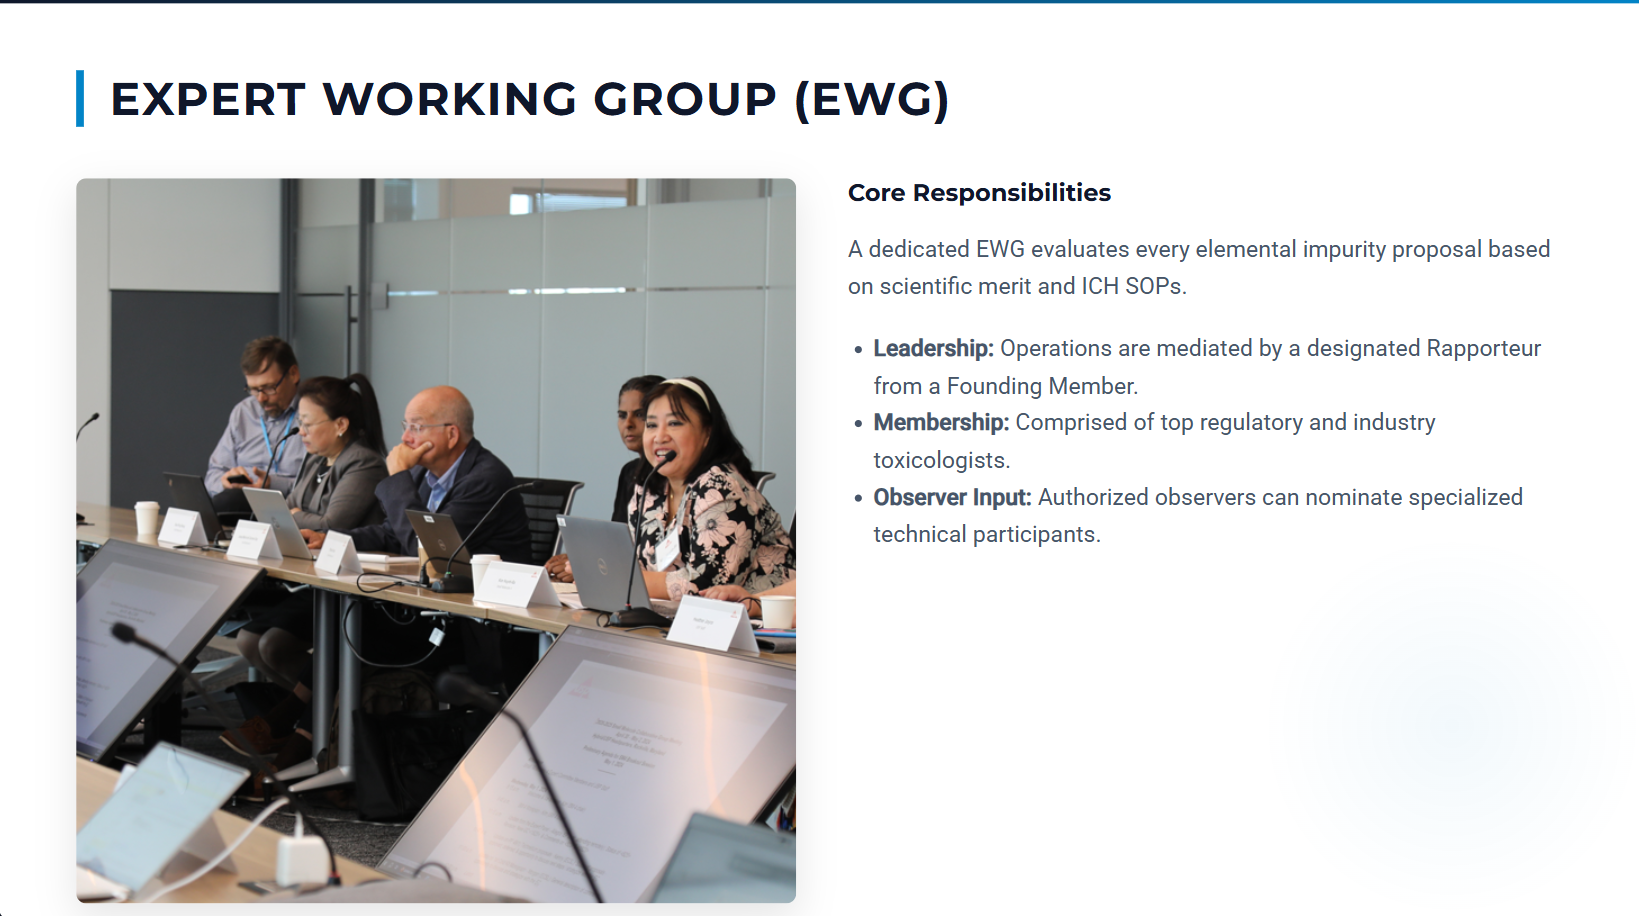 EXPERT WORKING GROUP (EWG)
Core Responsibilities
A dedicated EWG evaluates every elemental impurity proposal based
on scientific merit and ICH SOPs.
• Leadership: Operations are mediated by a designated Rapporteur
from a Founding Member.
• Membership: Comprised of top regulatory and industry
toxicologists.
• Observer Input: Authorized observers can nominate specialized
technical participants.